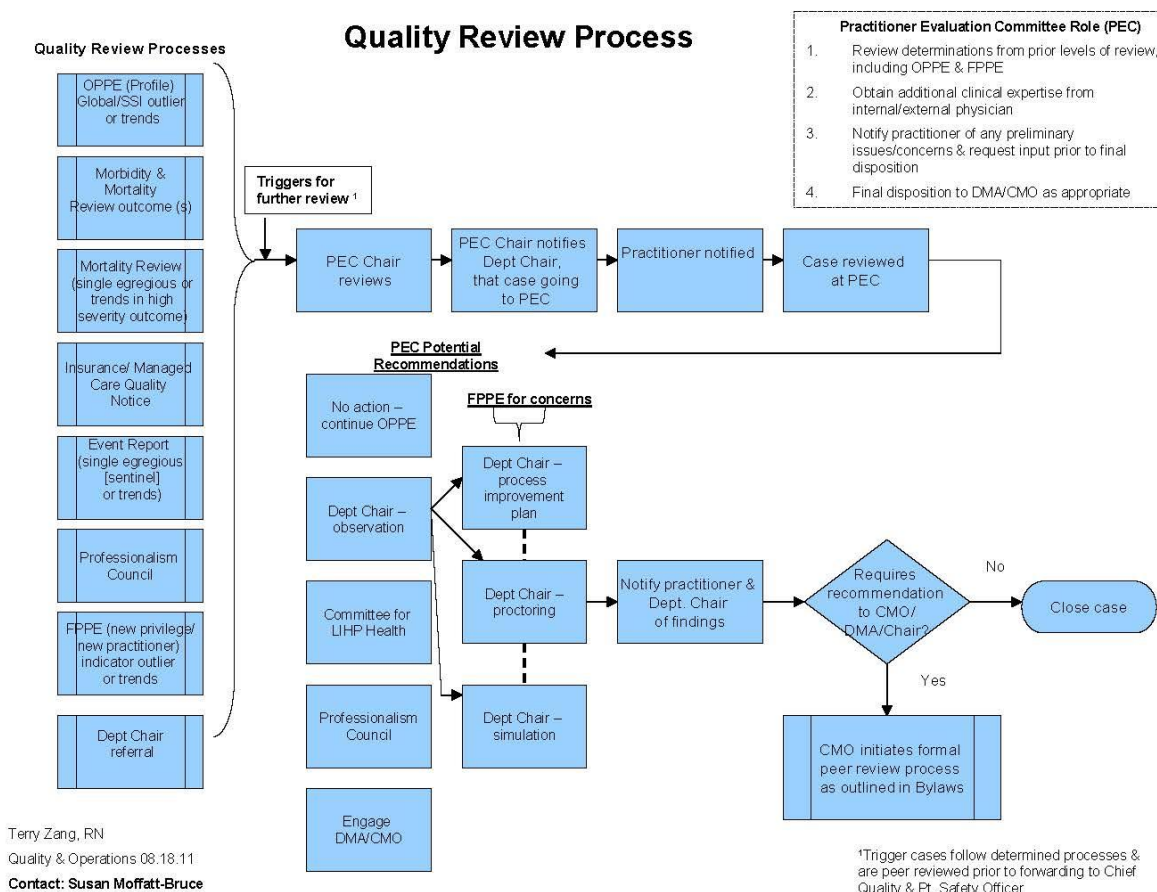 Quality Review Process
Quality Review Processes
OPPE (Profile)
Global/SSI outlier
or trends
Morbidity &
Mortality
Review outcome (s)
Mortality Review
(single egregious or
trends in high
severity outcome)
Insurance/ Managed
Care Quality
Notice
Event Report
(single egregious
[sentinel]
or trends)
Professionalism
Council
FPPE (new privilege/
new practitioner)
indicator outlier
or trends
Dept Chair
referral
Triggers for
further review ¹
Practitioner Evaluation Committee Role (PEC)
1. Review determinations from prior levels of review,
including OPPE & FPPE
2. Obtain additional clinical expertise from
internal/external physician
3. Notify practitioner of any preliminary
issues/concerns & request input prior to final
disposition
4. Final disposition to DMA/CMO as appropriate
PEC Chair
reviews
PEC Chair notifies
Dept Chair,
that case going
to PEC
Practitioner notified
Case reviewed
at PEC
PEC Potential
Recommendations
No action –
continue OPPE
Dept Chair –
observation
Committee for
LIHP Health
Professionalism
Council
Engage
DMA/CMO
FPPE for concerns
Dept Chair –
process
improvement
plan
Dept Chair –
proctoring
Dept Chair –
simulation
Notify practitioner &
Dept. Chair
of findings
Requires
recommendation
to CMO/
DMA/Chair?
No
Close case
Yes
CMO initiates formal
peer review process
as outlined in Bylaws
Terry Zang, RN
Quality & Operations 08.18.11
Contact: Susan Moffatt-Bruce
¹Trigger cases follow determined processes &
are peer reviewed prior to forwarding to Chief
Quality & Pt. Safety Officer